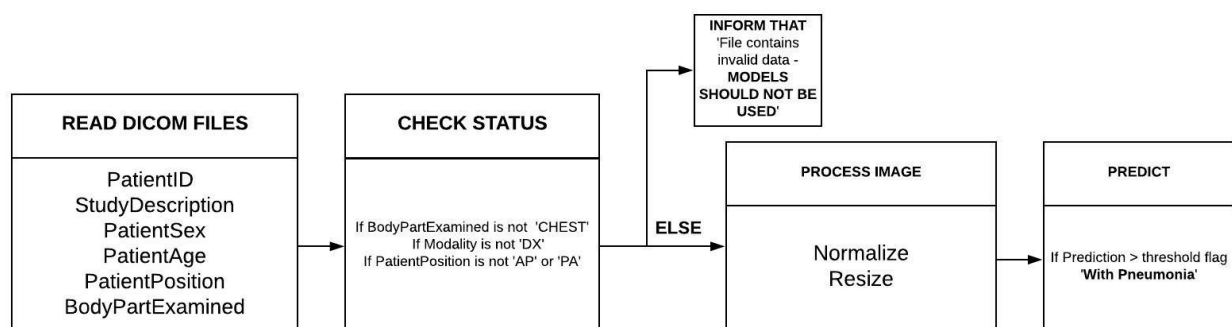 READ DICOM FILES
PatientID
StudyDescription
PatientSex
PatientAge
PatientPosition
BodyPartExamined
CHECK STATUS
If BodyPartExamined is not  'CHEST'
If Modality is not 'DX'
If PatientPosition is not 'AP' or 'PA'
INFORM THAT
'File contains
invalid data -
MODELS
SHOULD NOT BE
USED'
ELSE
PROCESS IMAGE
Normalize
Resize
PREDICT
If Prediction > threshold flag
'With Pneumonia'